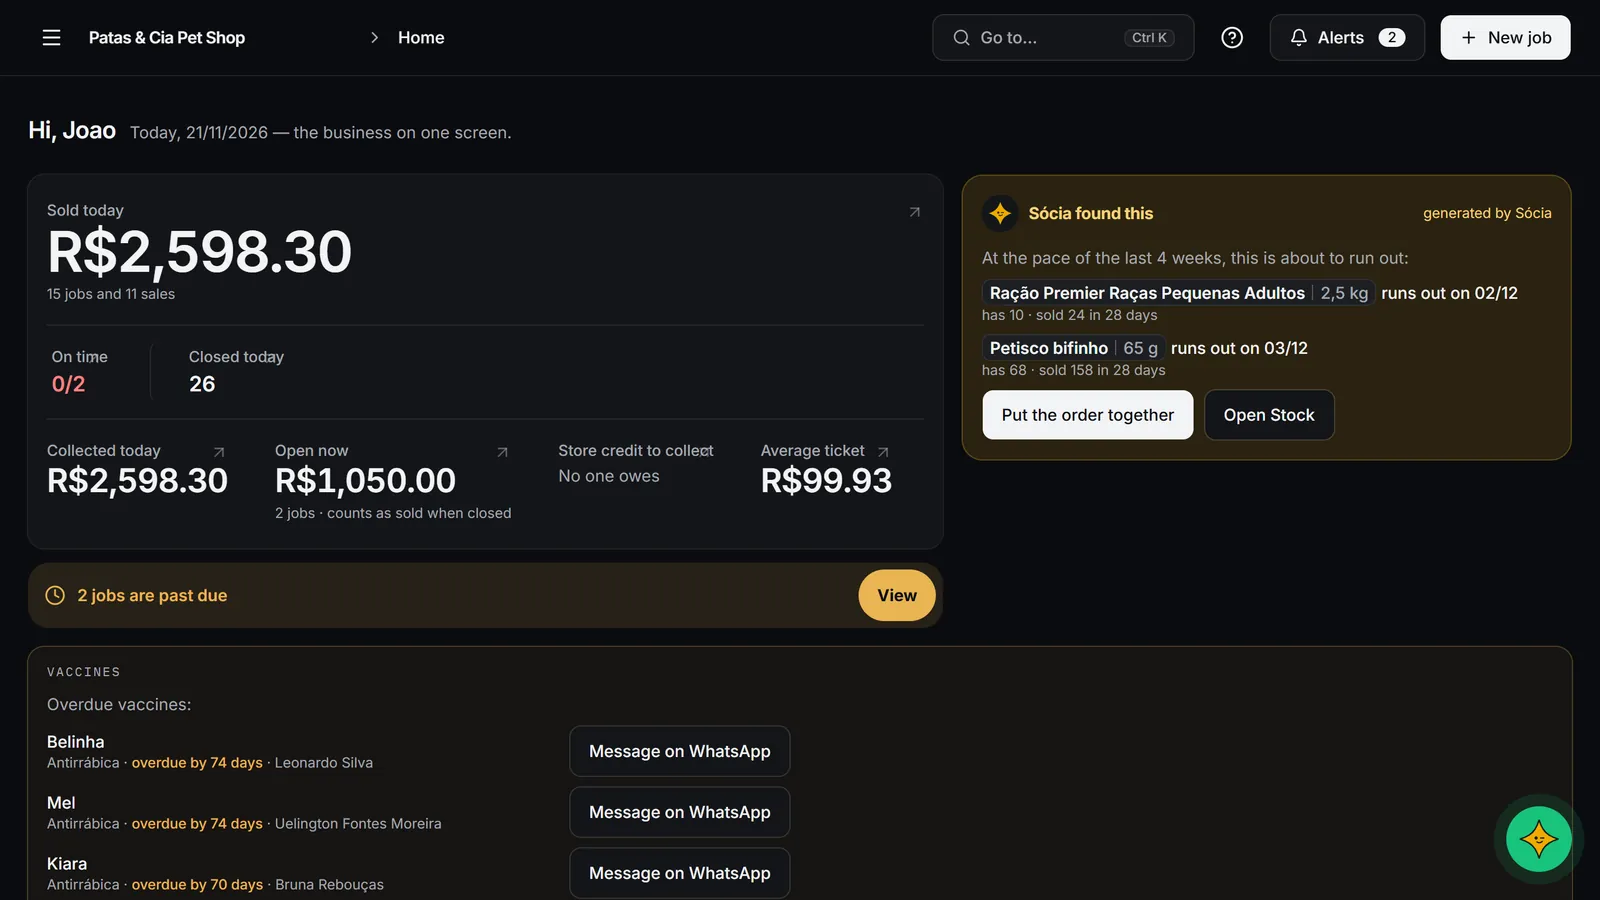 Patas & Cia Pet Shop
Home
Go to...
Ctrl K
Alerts 2
New job
Hi, Joao Today, 21/11/2026 — the business on one screen.
Sold today
R$2,598.30
15 jobs and 11 sales
On time
0/2
Closed today
26
Collected today
R$2,598.30
Open now
R$1,050.00
2 jobs · counts as sold when closed
Store credit to collect
No one owes
Average ticket
R$99.93
2 jobs are past due
View
Sócia found this
generated by Sócia
At the pace of the last 4 weeks, this is about to run out:
Ração Premier Raças Pequenas Adultos | 2,5 kg runs out on 02/12
has 10 · sold 24 in 28 days
Petisco bifinho | 65 g runs out on 03/12
has 68 · sold 158 in 28 days
Put the order together
Open Stock
VACCINES
Overdue vaccines:
Belinha
Antirrábica · overdue by 74 days · Leonardo Silva
Message on WhatsApp
Mel
Antirrábica · overdue by 74 days · Uelington Fontes Moreira
Message on WhatsApp
Kiara
Antirrábica · overdue by 70 days · Bruna Rebouças
Message on WhatsApp